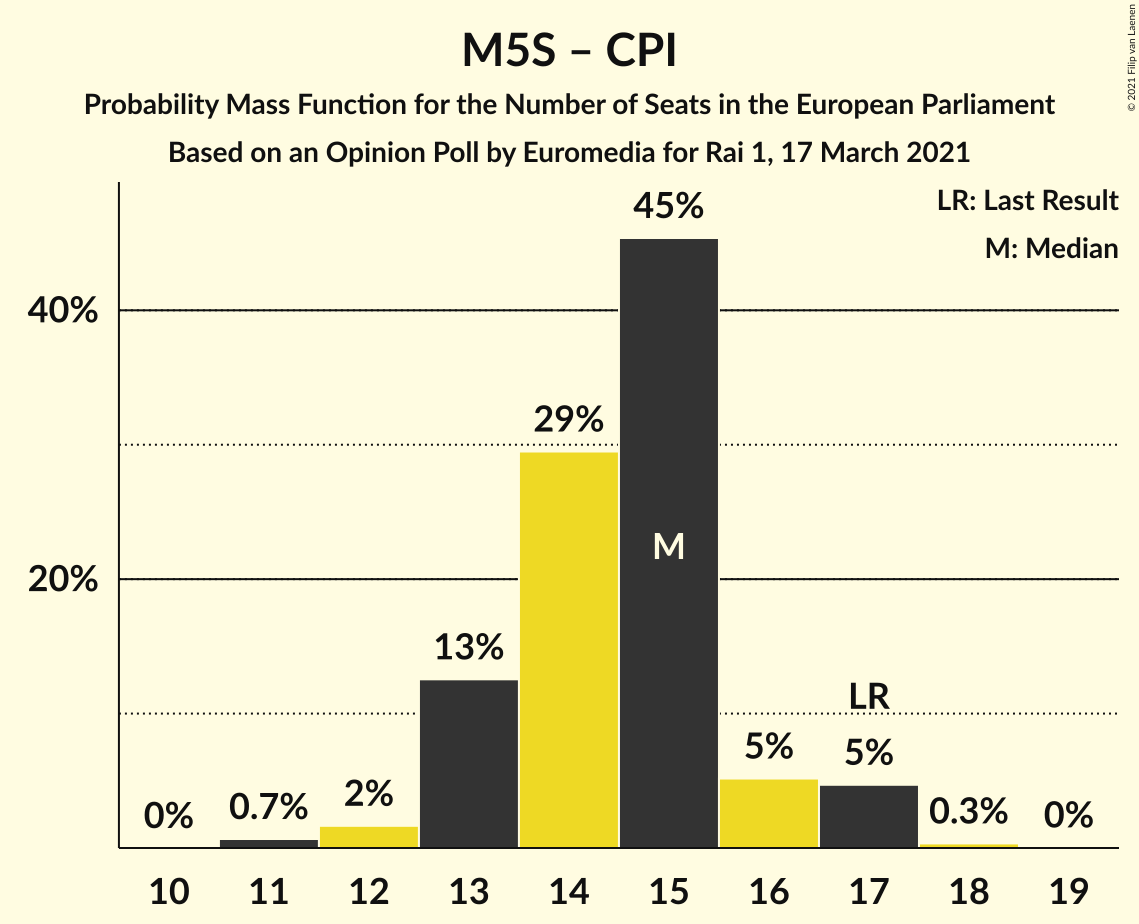 M5S – CPI
Probability Mass Function for the Number of Seats in the European Parliament
Based on an Opinion Poll by Euromedia for Rai 1, 17 March 2021
© 2021 Filip van Laenen
LR: Last Result
M: Median
40%
20%
0%
0.7%
2%
13%
29%
45%
M
5%
LR
5%
0.3%
0%
10 11 12 13 14 15 16 17 18 19